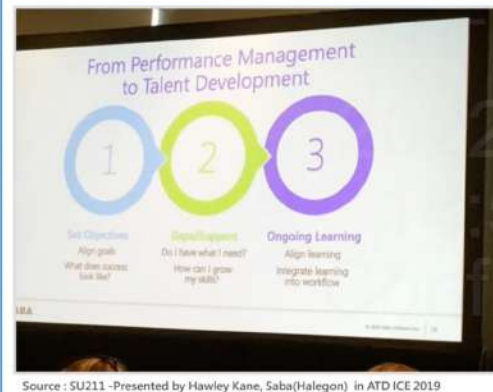 From Performance Management
to Talent Development
1
2
3
Set Objectives
Align goals
What does success
look like?
Gaps/Support
Do I have what I need?
How can I grow
my skills?
Ongoing Learning
Align learning
Integrate learning
into workflow
Source : SU211 -Presented by Hawley Kane, Saba(Halegon) in ATD ICE 2019